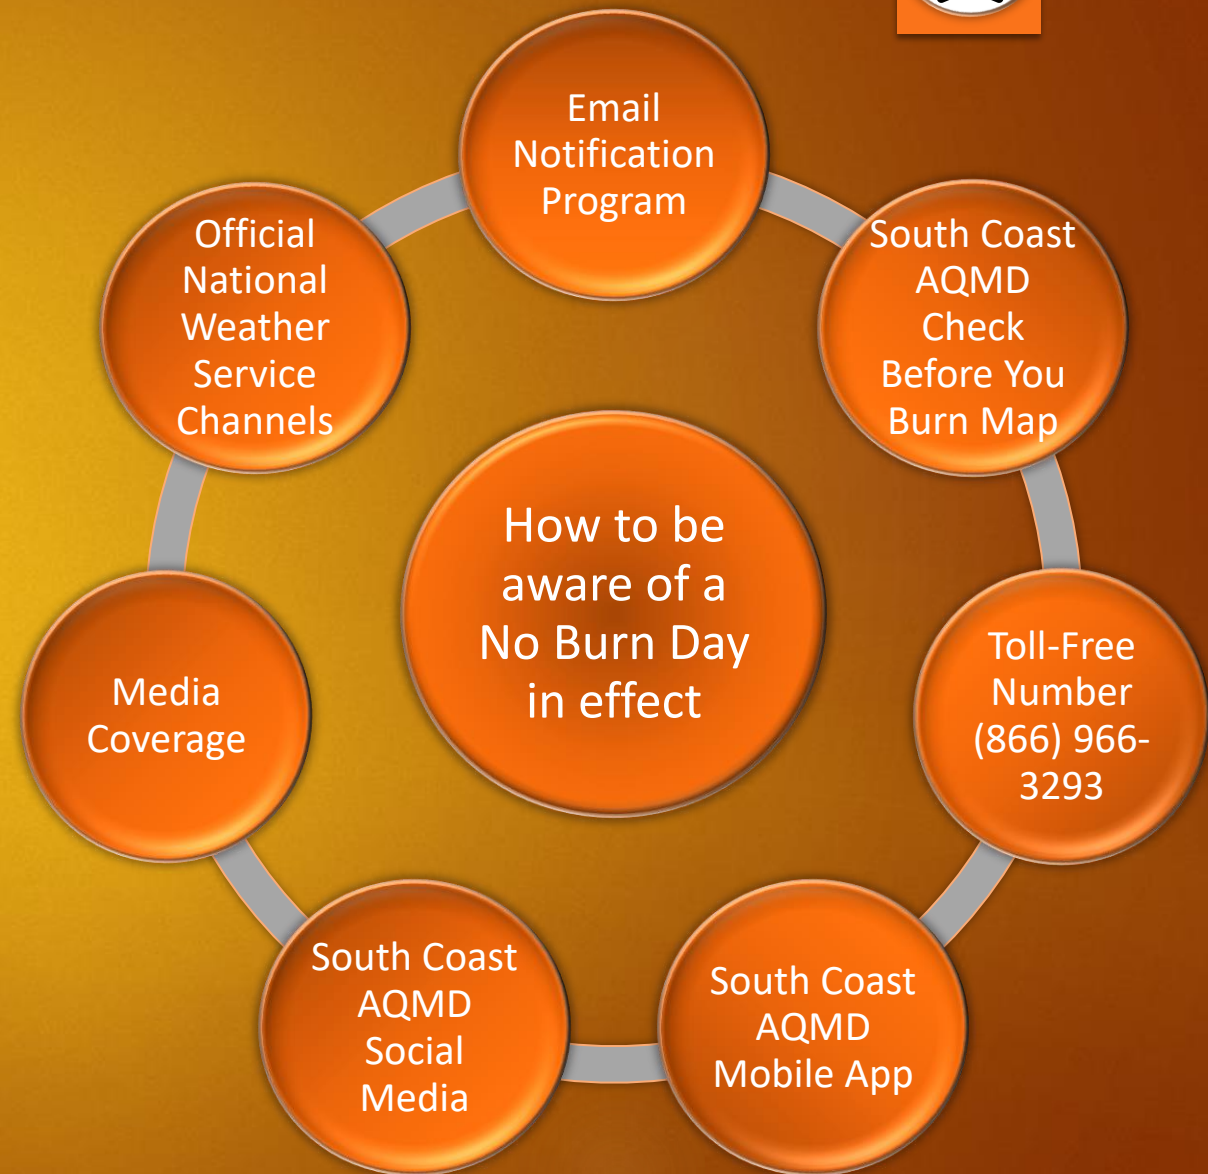 Email
Notification
Program
South Coast
AQMD
Check
Before You
Burn Map
Toll-Free
Number
(866) 966-
3293
South Coast
AQMD
Mobile App
South Coast
AQMD
Social
Media
Media
Coverage
Official
National
Weather
Service
Channels
How to be
aware of a
No Burn Day
in effect